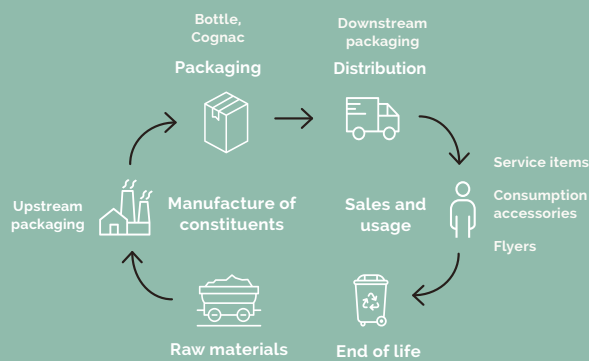 Bottle,
Cognac
Packaging
Downstream
packaging
Distribution
Upstream
packaging
Manufacture of
constituents
Sales and
usage
Service items
Consumption
accessories
Flyers
Raw materials
End of life